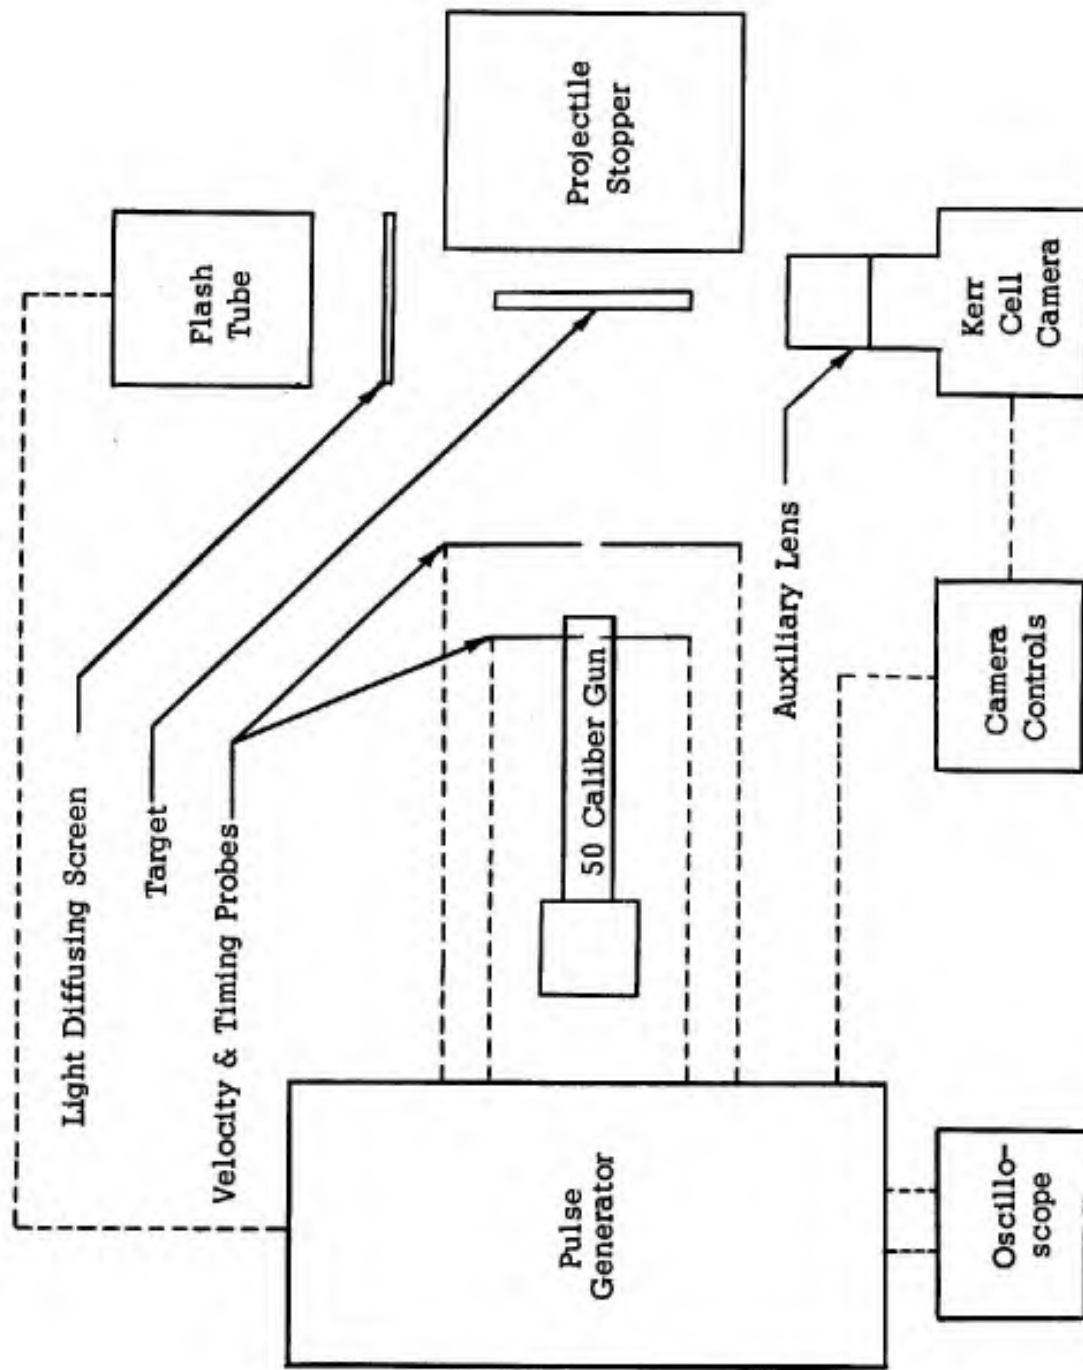 Light Diffusing Screen
Target
Velocity & Timing Probes
Flash
Tube
Projectile
Stopper
50 Caliber Gun
Pulse
Generator
Auxiliary Lens
Kerr
Cell
Camera
Camera
Controls
Oscillo-
scope